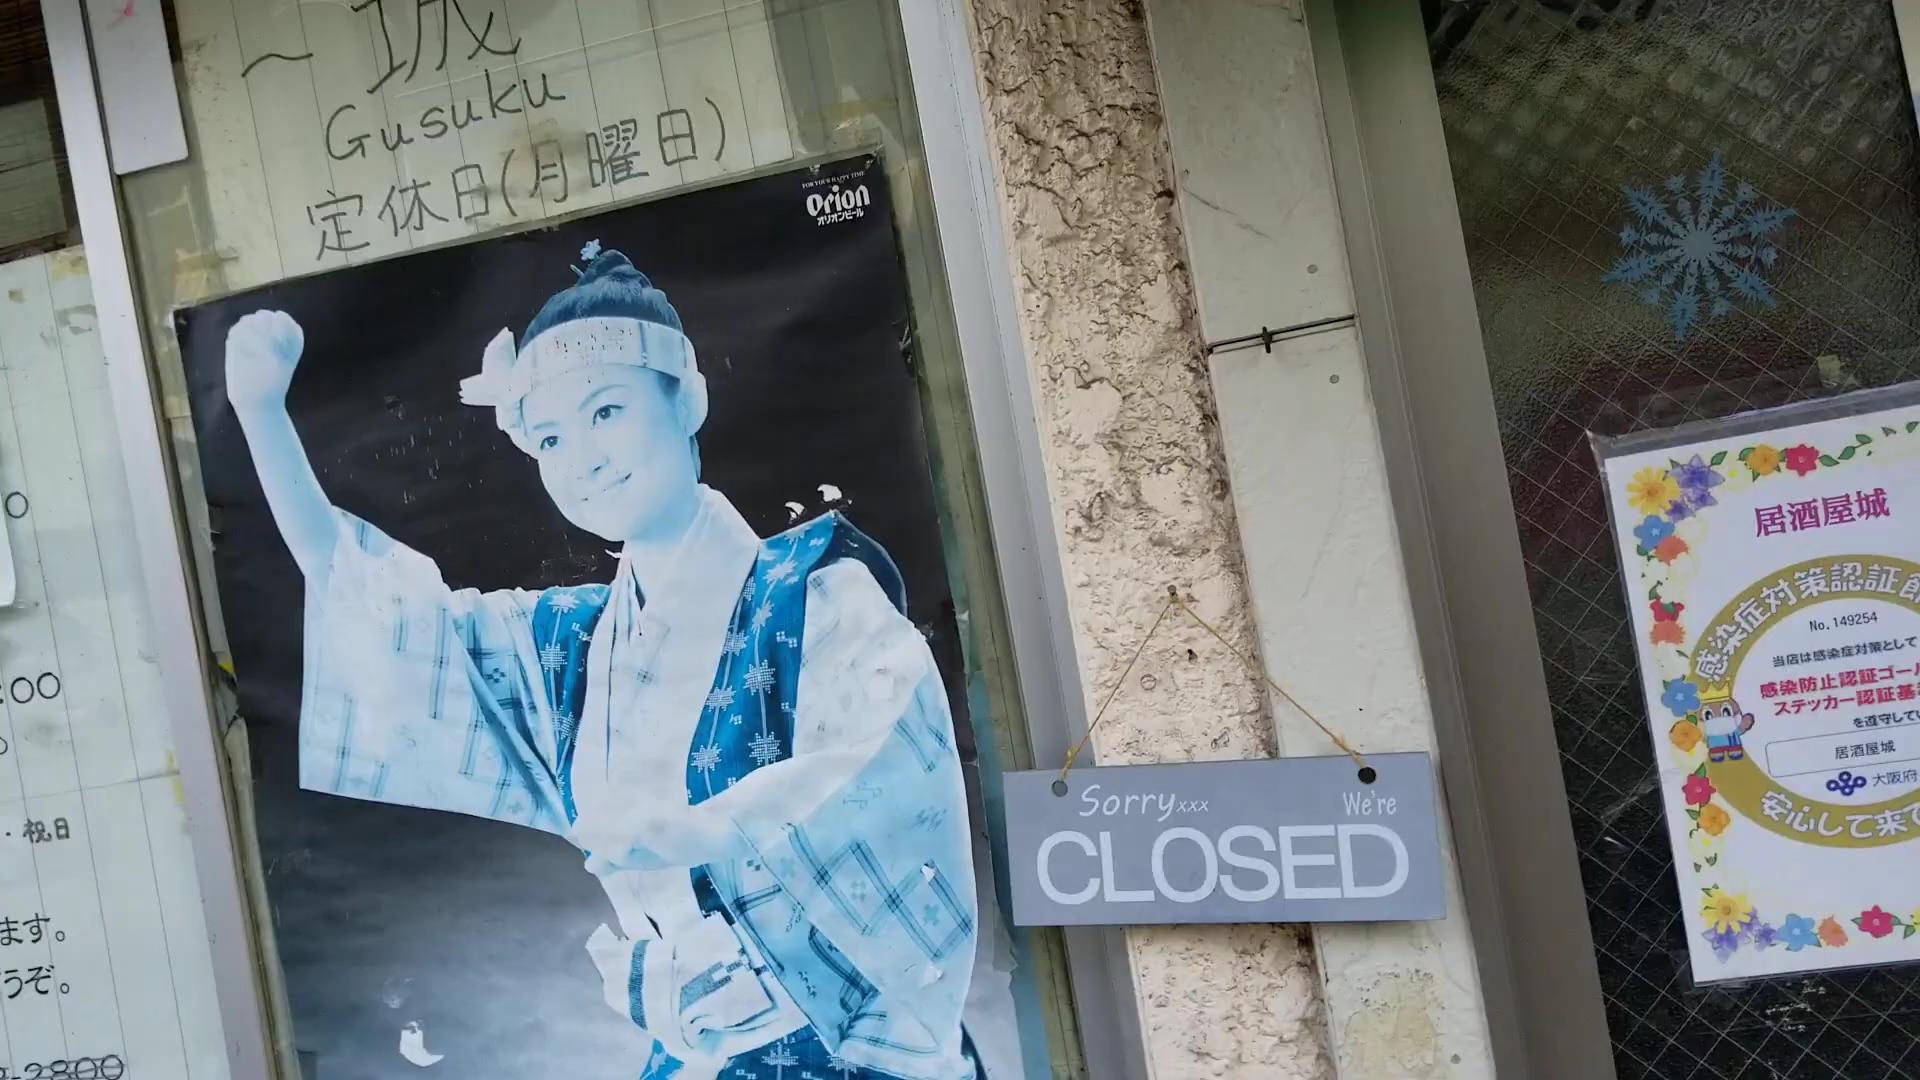 ～城
Gusuku
定休日(月曜日)
FOR YOUR HAPPY TIME
Orion
オリオンビール
:00
・祝日
ます。
うぞ。
-2800
Sorryxxx We're
CLOSED
居酒屋城
感染症対策認証
No.149254
当店は感染症対策として
感染防止認証ゴー
ステッカー認証基
を遵守してい
居酒屋城
大阪府
安心して来て